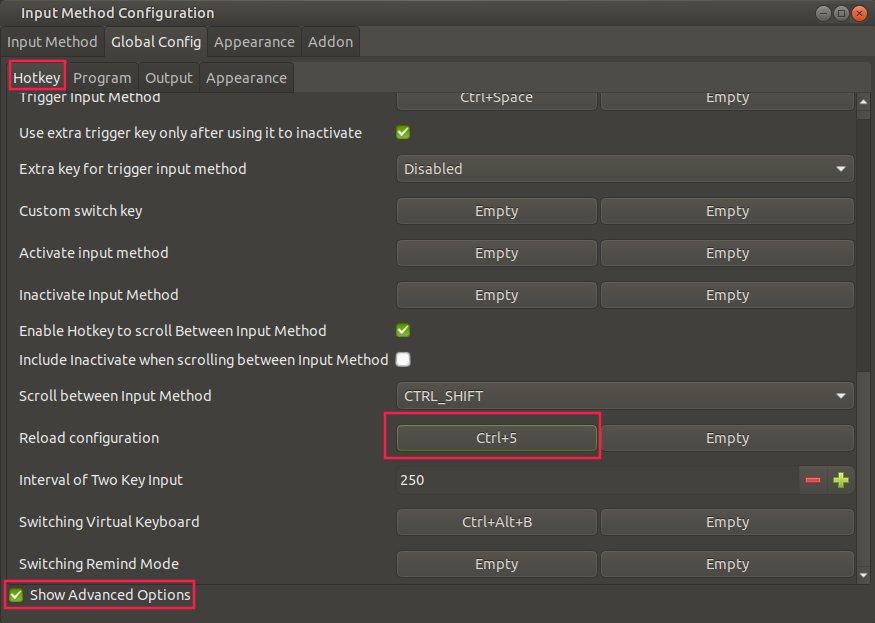 Input Method Configuration
Input Method Global Config Appearance Addon
Hotkey Program Output Appearance
Trigger Input Method Ctrl+Space Empty
Use extra trigger key only after using it to inactivate
Extra key for trigger input method Disabled
Custom switch key Empty Empty
Activate input method Empty Empty
Inactivate Input Method Empty Empty
Enable Hotkey to scroll Between Input Method
Include Inactivate when scrolling between Input Method
Scroll between Input Method CTRL_SHIFT
Reload configuration Ctrl+5 Empty
Interval of Two Key Input 250
Switching Virtual Keyboard Ctrl+Alt+B Empty
Switching Remind Mode Empty Empty
Show Advanced Options